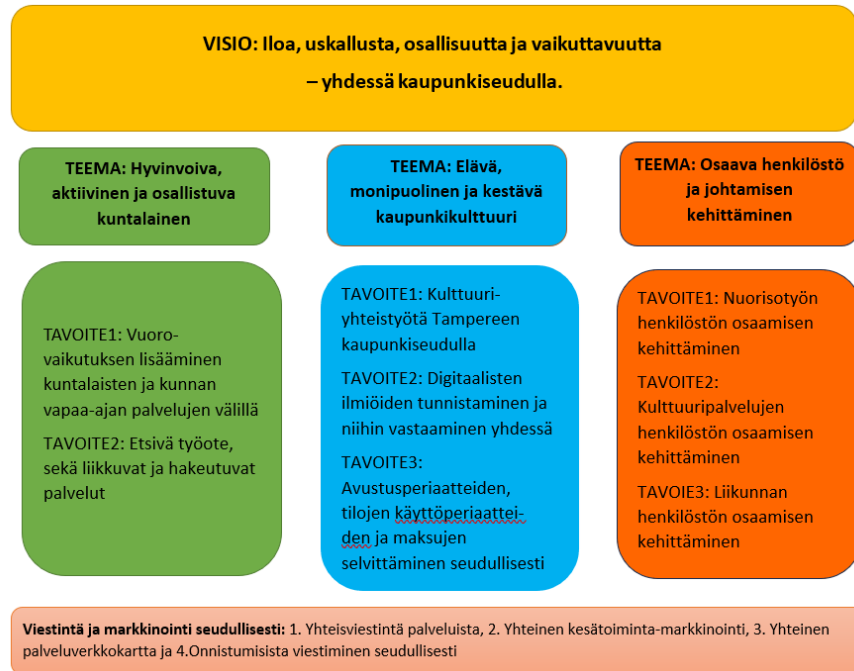 VISIO: Iloa, uskallusta, osallisuutta ja vaikuttavuutta
– yhdessä kaupunkiseudulla.
TEEMA: Hyvinvoiva,
aktiivinen ja osallistuva
kuntalainen
TAVOITE1: Vuoro-
vaikutuksen lisääminen
kuntalaisten ja kunnan
vapaa-ajan palvelujen välillä
TAVOITE2: Etsivä työote,
sekä liikkuvat ja hakeutuvat
palvelut
TEEMA: Elävä,
monipuolinen ja kestävä
kaupunkikulttuuri
TAVOITE1: Kulttuuri-
yhteistyötä Tampereen
kaupunkiseudulla
TAVOITE2: Digitaalisten
ilmiöiden tunnistaminen ja
niihin vastaaminen yhdessä
TAVOITE3:
Avustusperiaatteiden,
tilojen käyttöperiaattei-
den ja maksujen
selvittäminen seudullisesti
TEEMA: Osaava henkilöstö
ja johtamisen
kehittäminen
TAVOITE1: Nuorisotyön
henkilöstön osaamisen
kehittäminen
TAVOITE2:
Kulttuuripalvelujen
henkilöstön osaamisen
kehittäminen
TAVOIE3: Liikunnan
henkilöstön osaamisen
kehittäminen
Viestintä ja markkinointi seudullisesti: 1. Yhteisviestintä palveluista, 2. Yhteinen kesätoiminta-markkinointi, 3. Yhteinen
palveluverkkokartta ja 4.Onnistumisista viestiminen seudullisesti